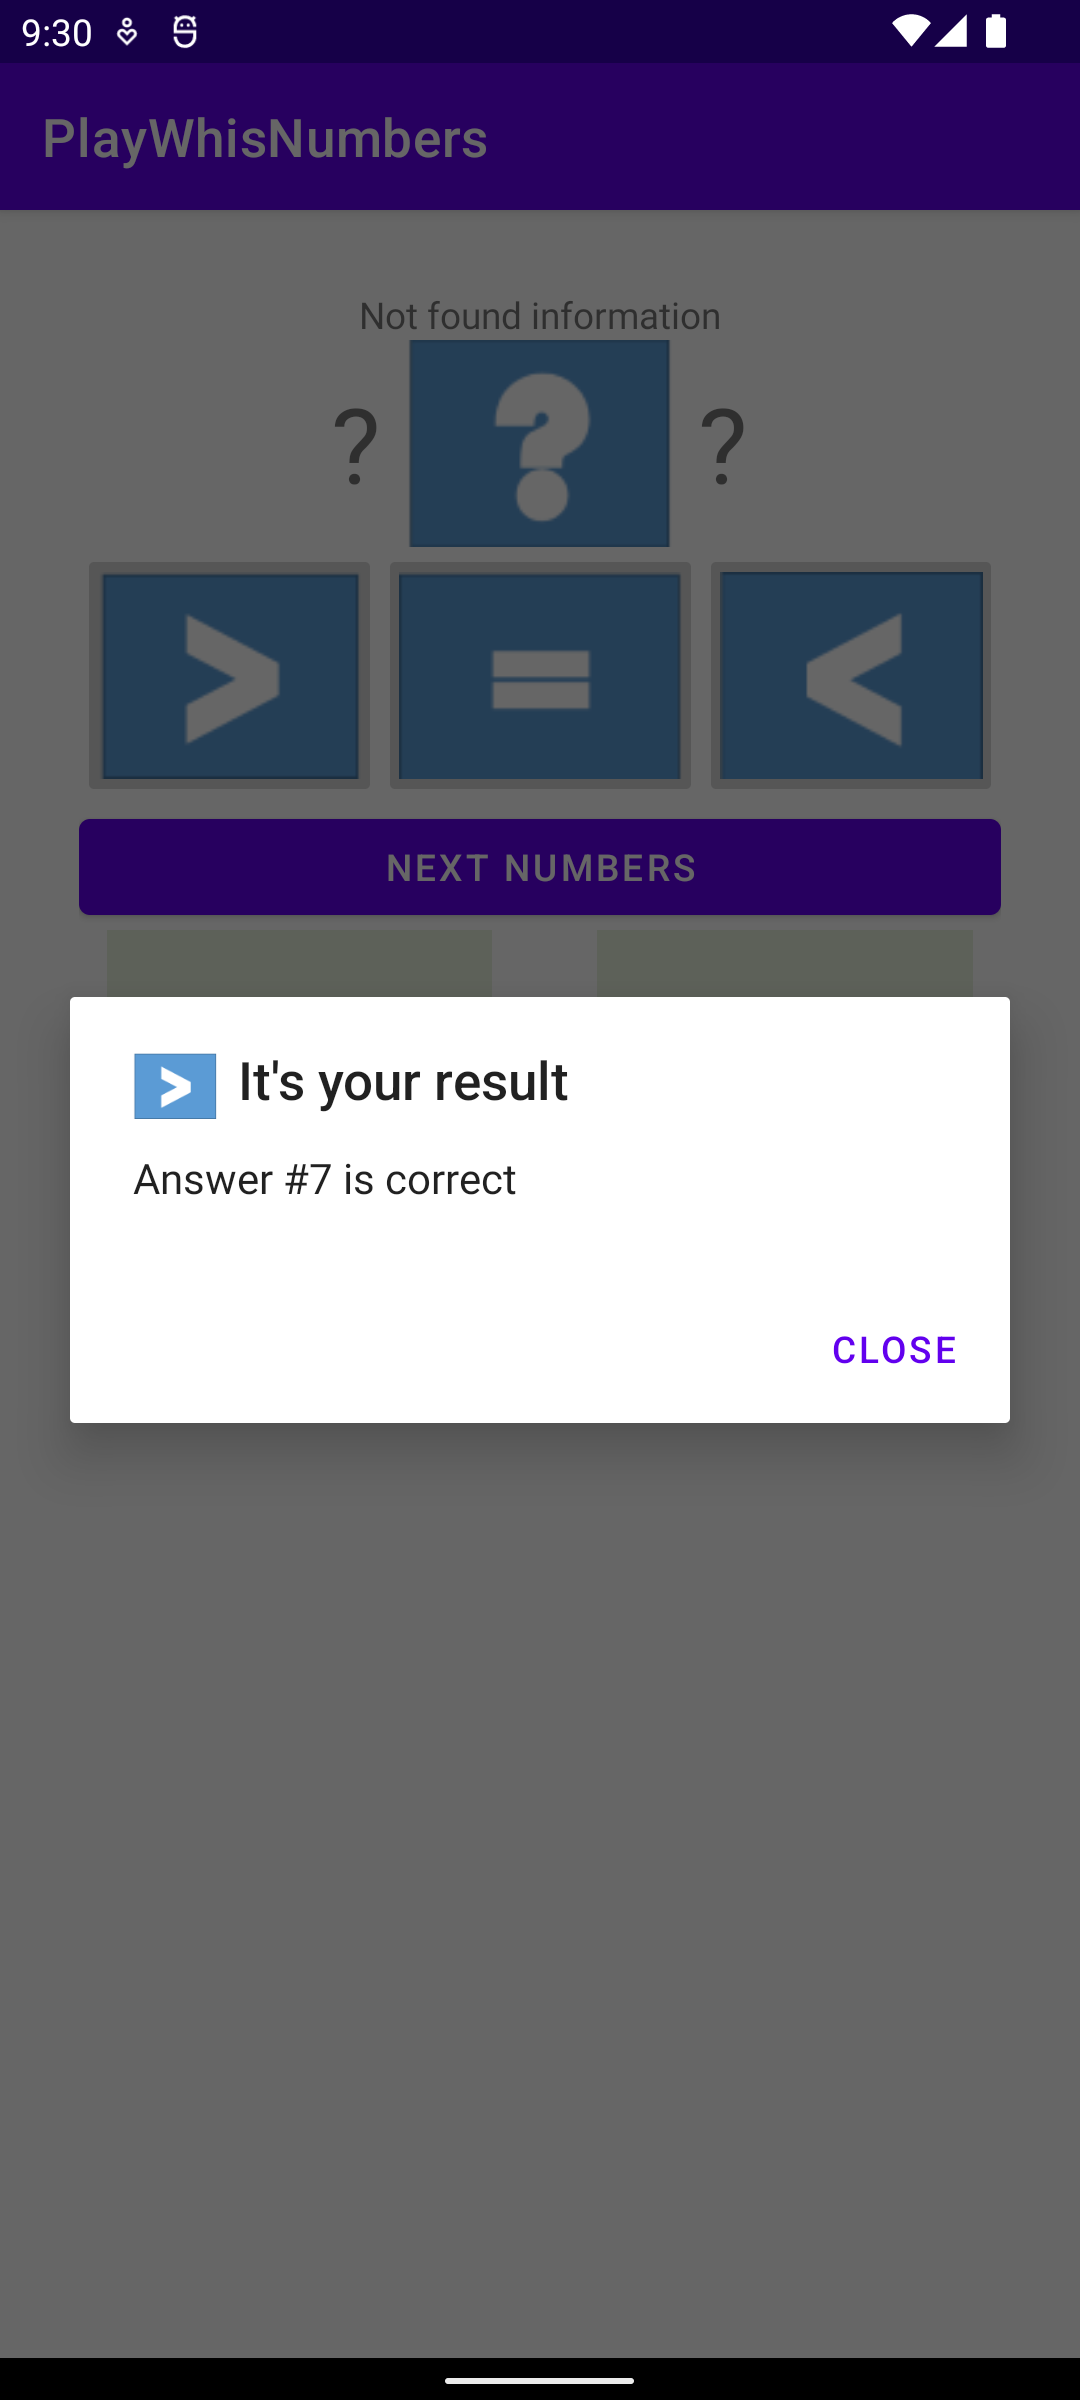 9:30
PlayWhisNumbers
Not found information
? ? ?
> = <
NEXT NUMBERS
> It's your result
Answer #7 is correct
CLOSE